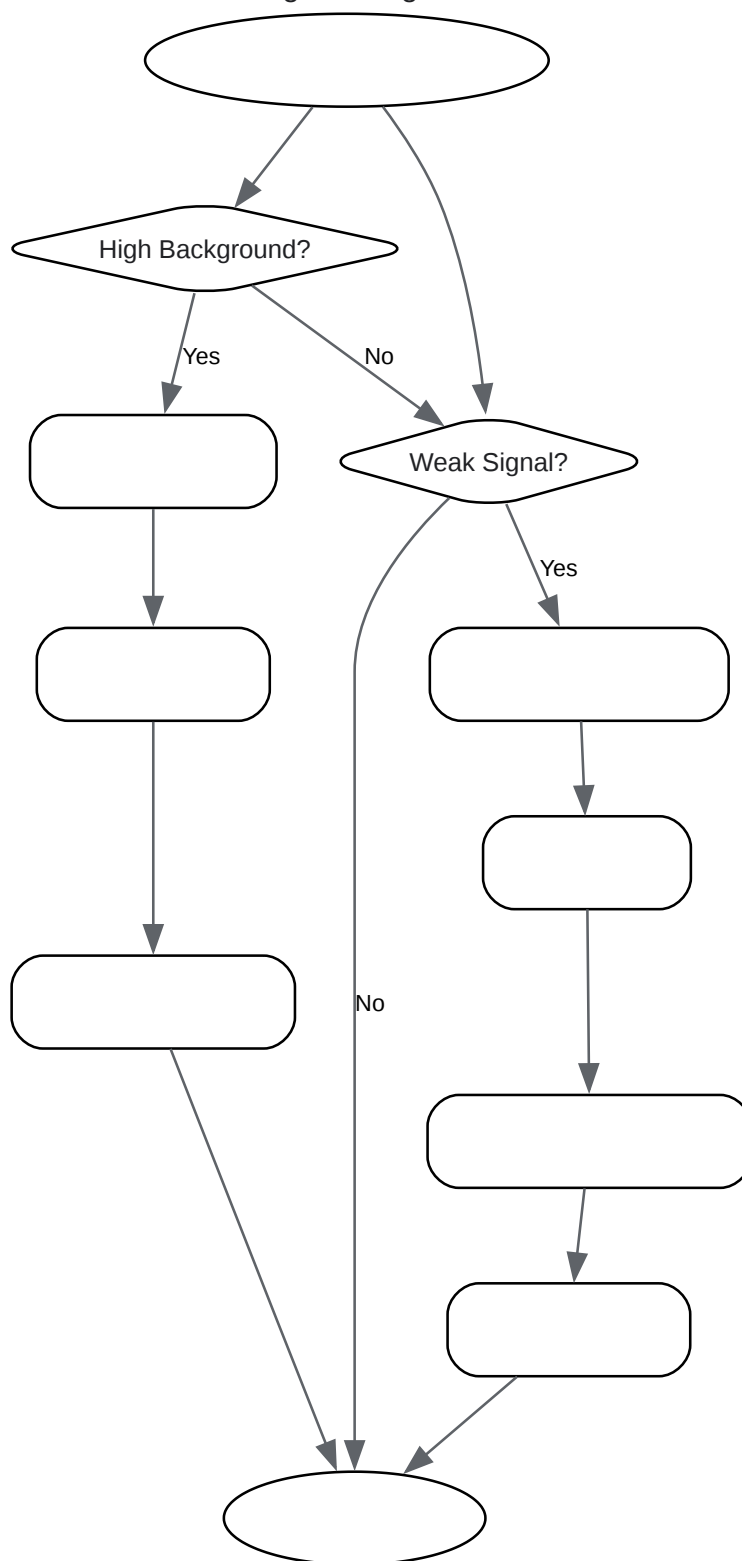 High Background?
Yes
No
Weak Signal?
Yes
No